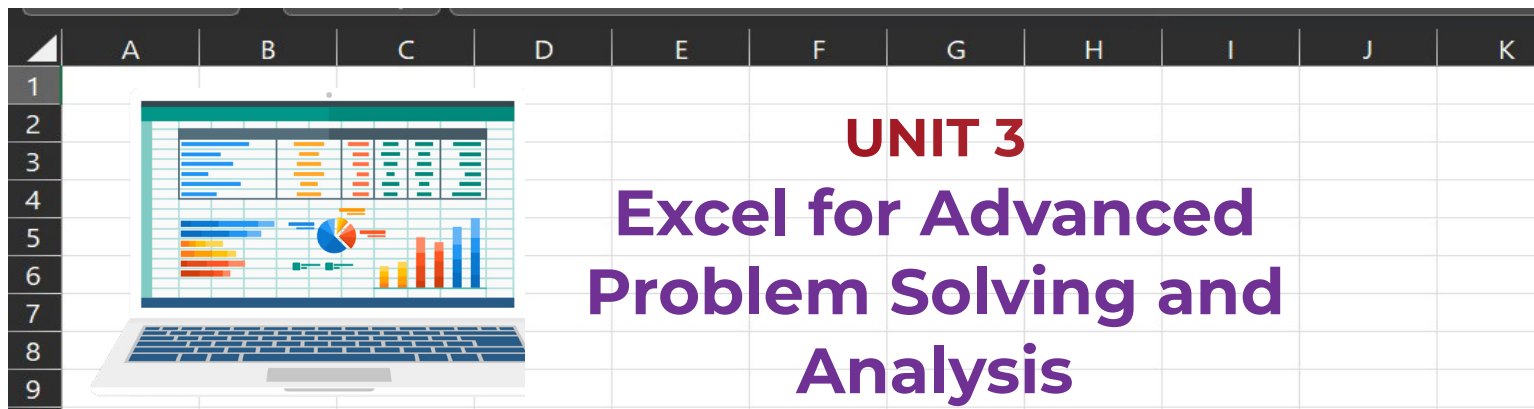 A B C D E F G H I J K
1
2
UNIT 3
3
4
Excel for Advanced
5
6
Problem Solving and
7
8
Analysis
9